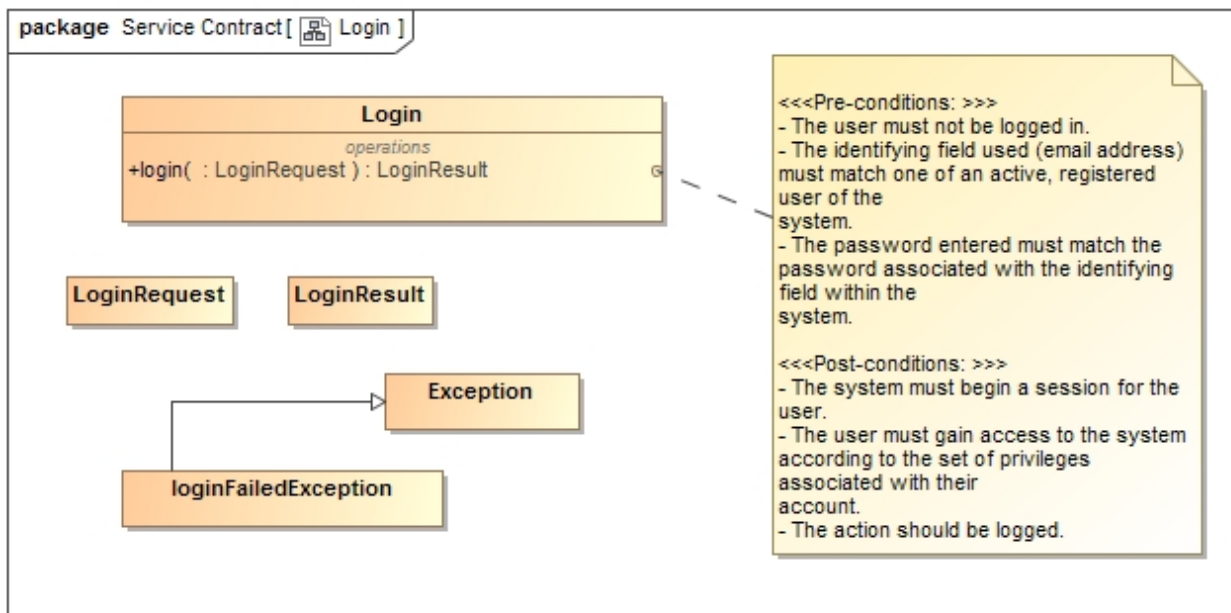 package Service Contract[ Login ]
Login
operations
+login( : LoginRequest ) : LoginResult
LoginRequest
LoginResult
Exception
loginFailedException
<<<Pre-conditions: >>>
- The user must not be logged in.
- The identifying field used (email address)
must match one of an active, registered
user of the
system.
- The password entered must match the
password associated with the identifying
field within the
system.
<<<Post-conditions: >>>
- The system must begin a session for the
user.
- The user must gain access to the system
according to the set of privileges
associated with their
account.
- The action should be logged.